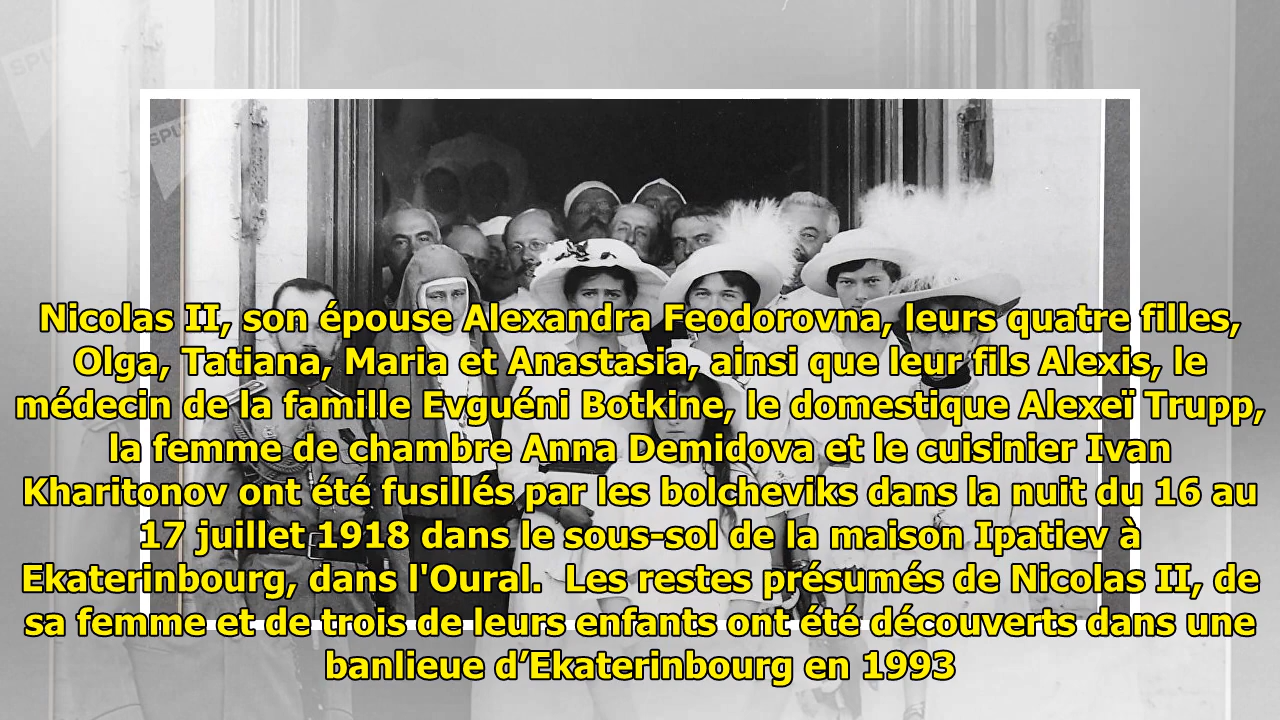 Nicolas II, son épouse Alexandra Feodorovna, leurs quatre filles,
Olga, Tatiana, Maria et Anastasia, ainsi que leur fils Alexis, le
médecin de la famille Evguéni Botkine, le domestique Alexeï Trupp,
la femme de chambre Anna Demidova et le cuisinier Ivan
Kharitonov ont été fusillés par les bolcheviks dans la nuit du 16 au
17 juillet 1918 dans le sous-sol de la maison Ipatiev à
Ekaterinbourg, dans l'Oural.  Les restes présumés de Nicolas II, de
sa femme et de trois de leurs enfants ont été découverts dans une
banlieue d’Ekaterinbourg en 1993